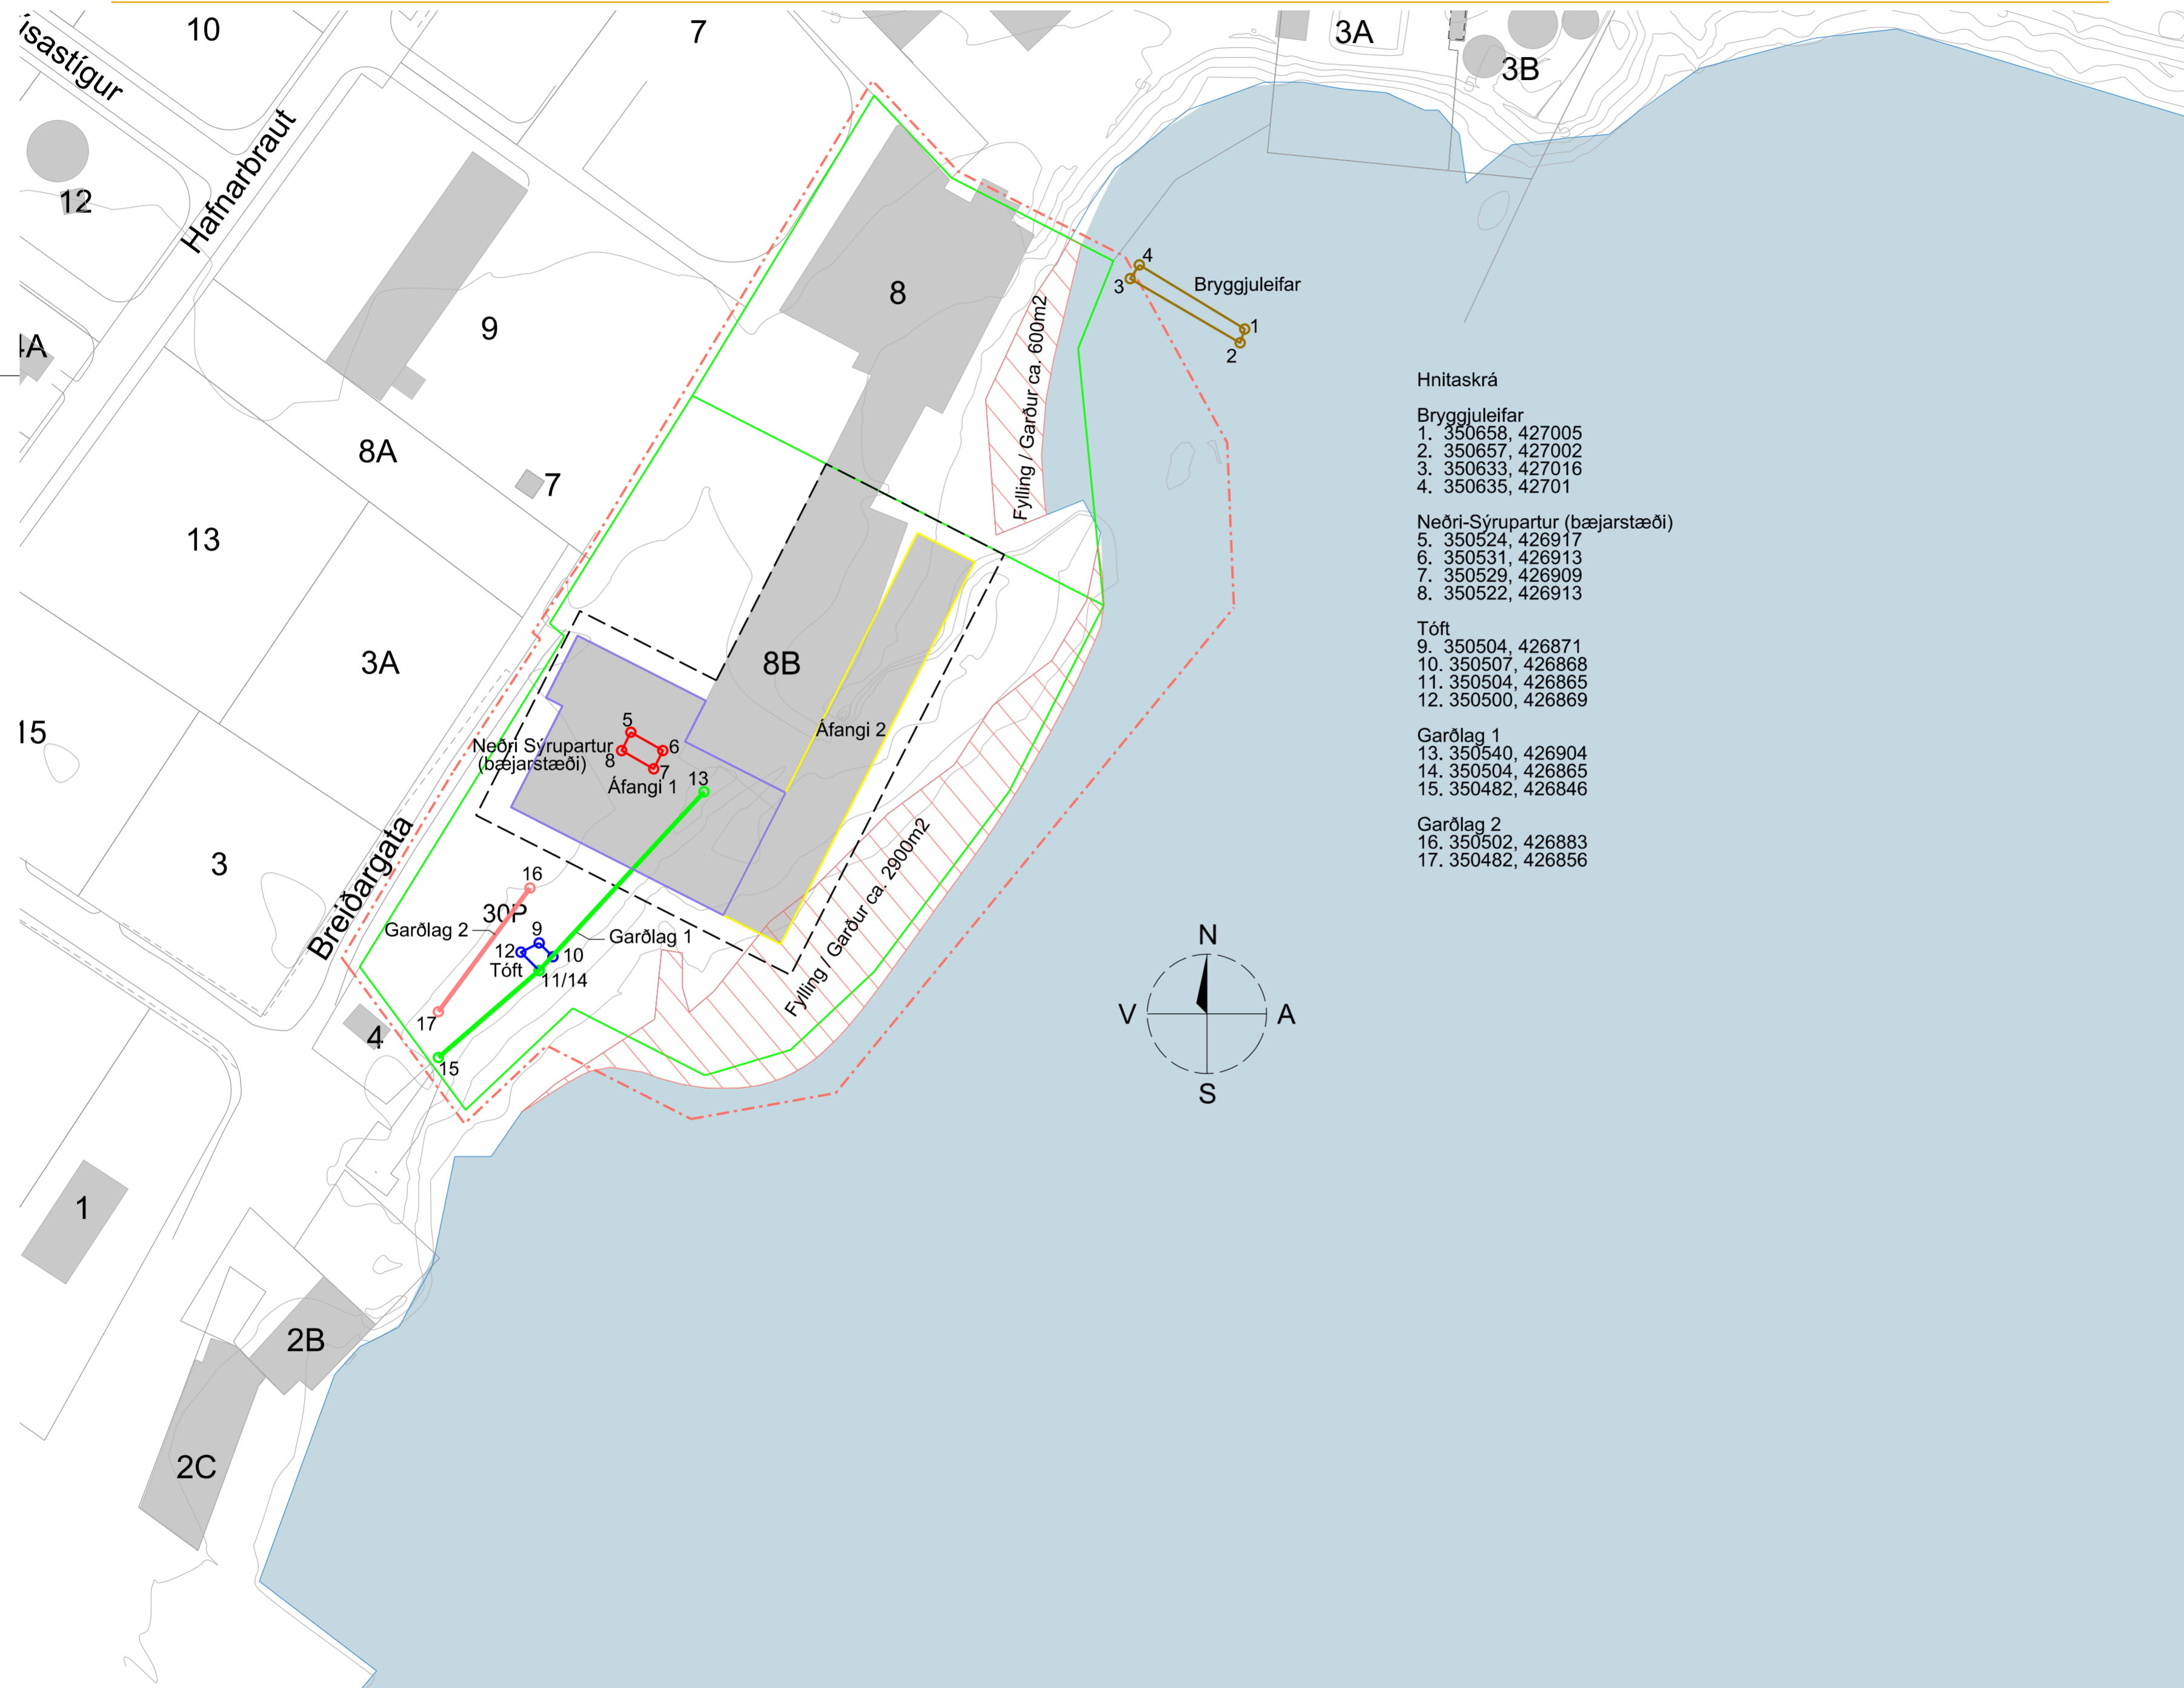 10
7
3A
3B
ísastígur
Hafnarbraut
12
9
8
4
3
Bryggjuleifar
1
2
Fylling / Garður ca. 600m2
8A
7
13
3A
15
3
8B
Áfangi 2
5
6
7
8
Neðri Sýrupartur
(bæjarstæði)
Áfangi 1
13
Breiðargata
16
30P
Garðlag 2
9
12
10
Tóft
11/14
Garðlag 1
17
15
4
Fylling / Garður ca. 2900m2
1
2B
2C
N
V
A
S
Hnitaskrá
Bryggjuleifar
1. 350658, 427005
2. 350657, 427002
3. 350633, 427016
4. 350635, 42701
Neðri-Sýrupartur (bæjarstæði)
5. 350524, 426917
6. 350531, 426913
7. 350529, 426909
8. 350522, 426913
Tóft
9. 350504, 426871
10. 350507, 426868
11. 350504, 426865
12. 350500, 426869
Garðlag 1
13. 350540, 426904
14. 350504, 426865
15. 350482, 426846
Garðlag 2
16. 350502, 426883
17. 350482, 426856